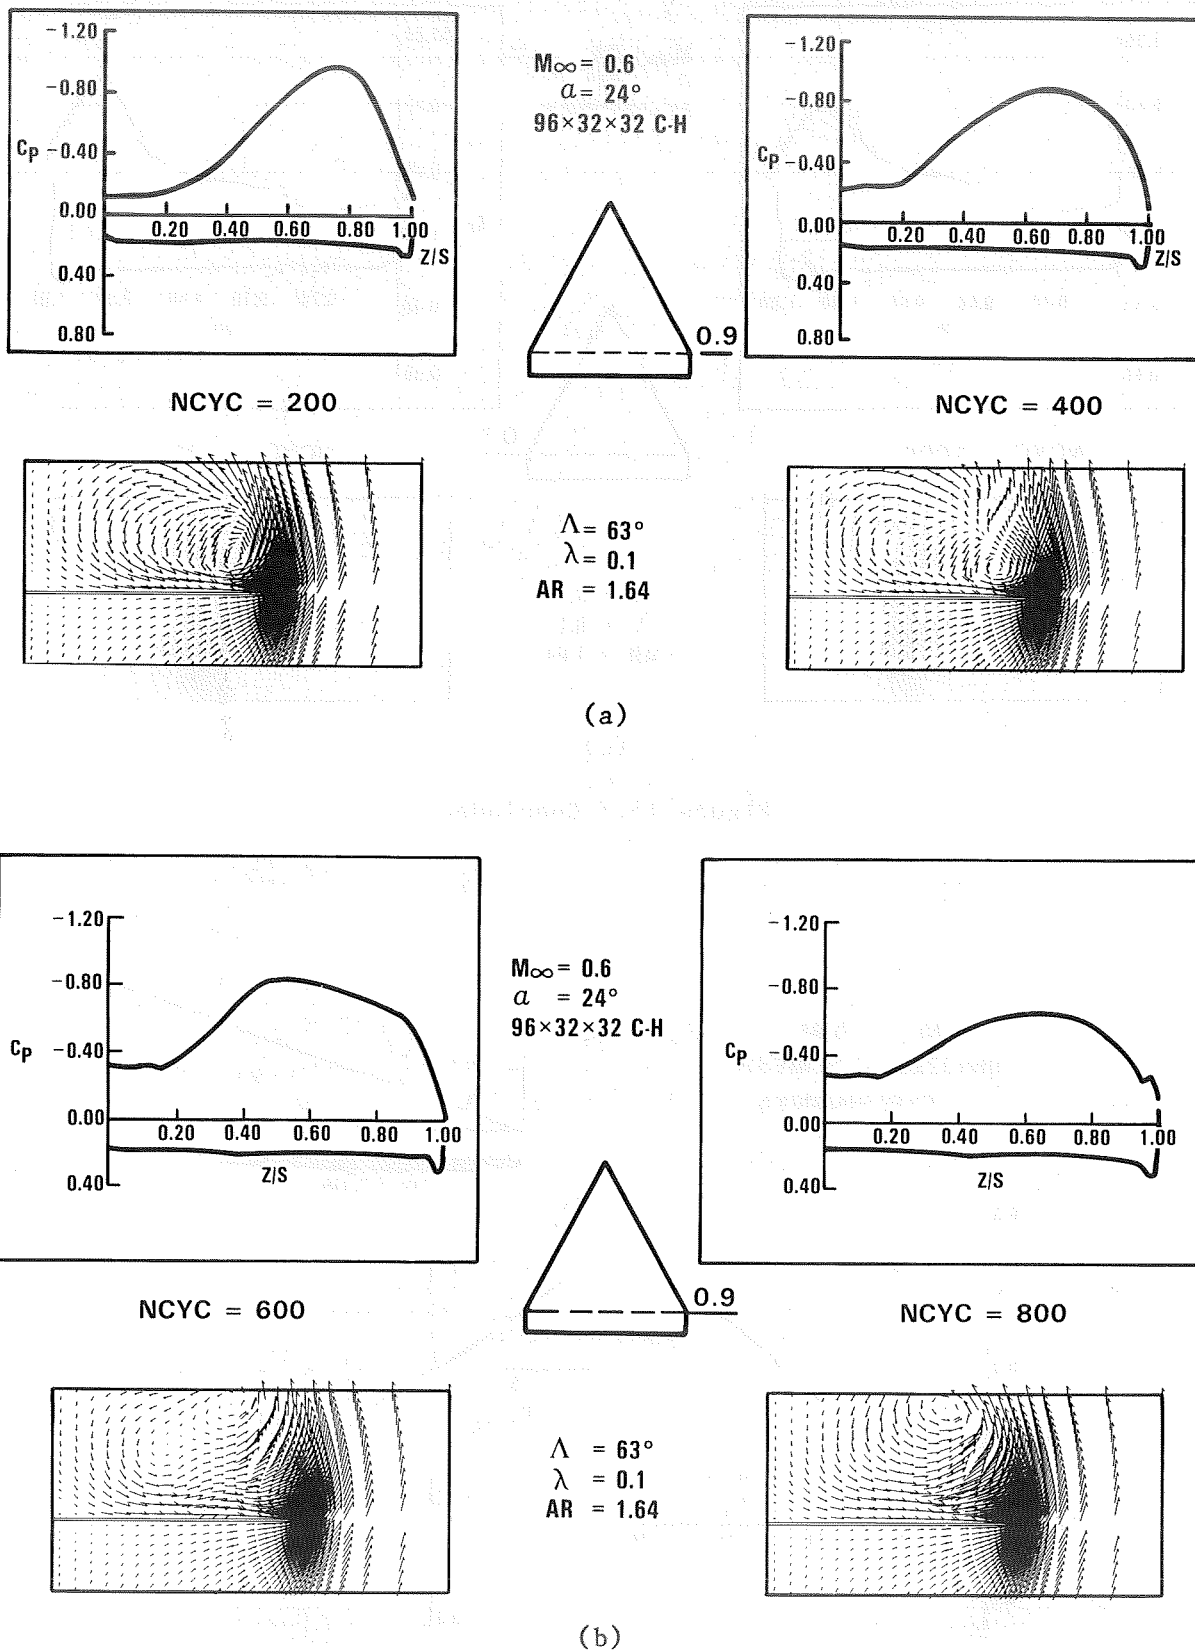 −1.20
−0.80
CP −0.40
0.00
0.20 0.40 0.60 0.80 1.00
Z/S
0.40
0.80
M∞ = 0.6
α = 24°
96×32×32 C-H
0.9
−1.20
−0.80
CP −0.40
0.00
0.20 0.40 0.60 0.80 1.00
Z/S
0.40
0.80
NCYC = 200
NCYC = 400
Λ = 63°
λ = 0.1
AR = 1.64
(a)
−1.20
−0.80
CP −0.40
0.00
0.20 0.40 0.60 0.80 1.00
Z/S
0.40
M∞ = 0.6
α = 24°
96×32×32 C-H
0.9
−1.20
−0.80
CP −0.40
0.00
0.20 0.40 0.60 0.80 1.00
Z/S
0.40
NCYC = 600
NCYC = 800
Λ = 63°
λ = 0.1
AR = 1.64
(b)